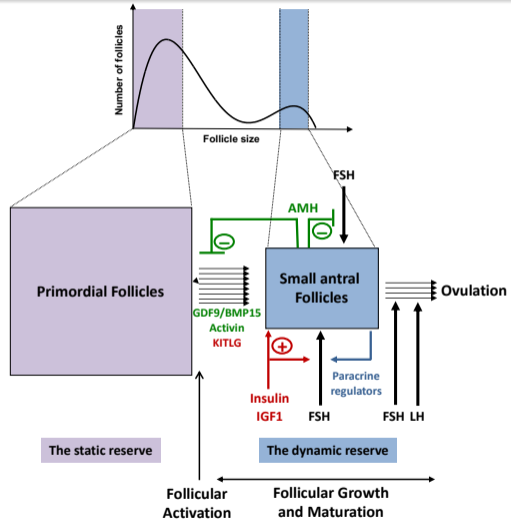 Number of follicles
Follicle size
FSH
AMH
−
−
Primordial Follicles
Small antral
Follicles
Ovulation
GDF9/BMP15
Activin
KITLG
+
Paracrine
regulators
Insulin
IGF1
FSH
FSH LH
The static reserve
The dynamic reserve
Follicular
Activation
Follicular Growth
and Maturation